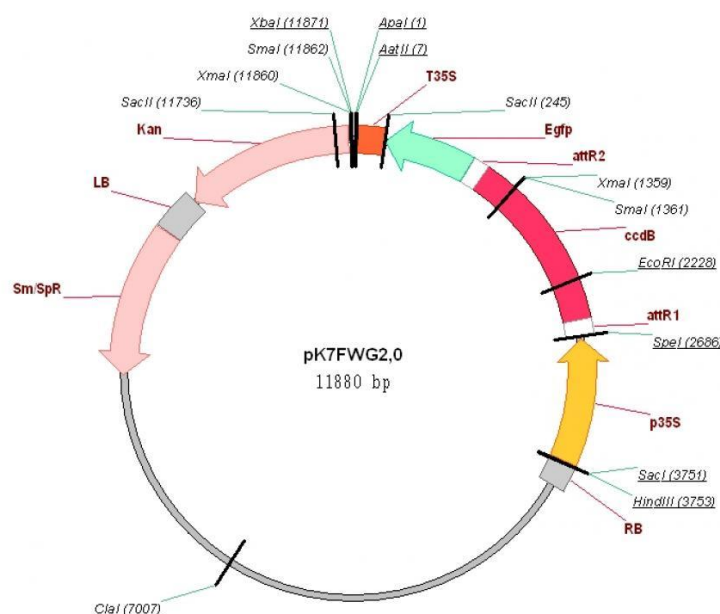 XbaI (11871)
ApaI (1)
SmaI (11862)
AatII (7)
XmaI (11860)
T35S
SacII (11736)
SacII (245)
Kan
Egfp
attR2
LB
XmaI (1359)
SmaI (1361)
ccdB
EcoRI (2228)
Sm/SpR
attR1
SpeI (2686)
pK7FWG2,0
11880 bp
p35S
SacI (3751)
HindIII (3753)
RB
ClaI (7007)